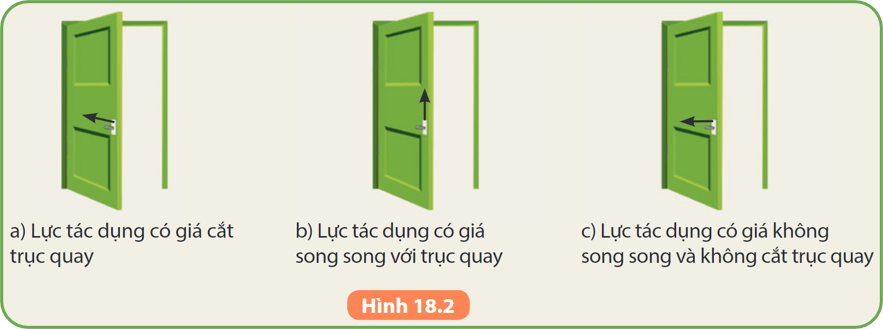 a) Lực tác dụng có giá cắt
trục quay
b) Lực tác dụng có giá
song song với trục quay
c) Lực tác dụng có giá không
song song và không cắt trục quay
Hình 18.2